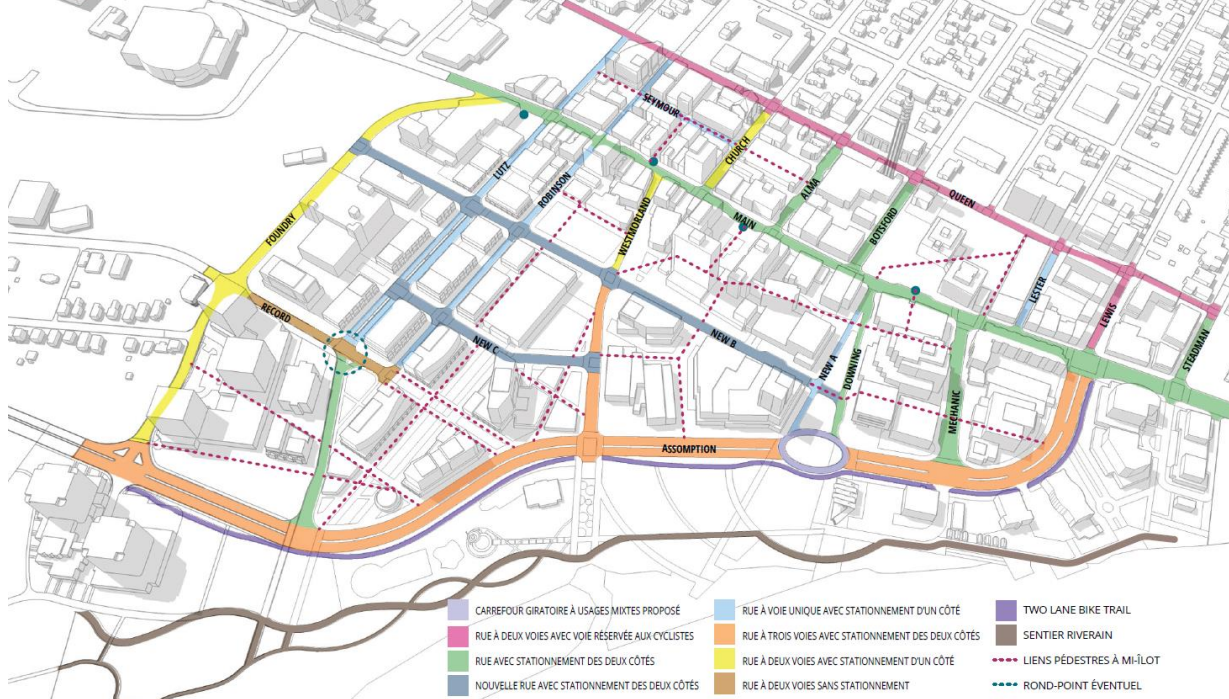 SEYMOUR
CHURCH
LUTZ
ROBINSON
ALMA
WESTMORLAND
MAIN
BOTSFORD
QUEEN
FOUNDRY
LESTER
LEWIS
RECORD
NEW C
NEW B
NEW A
DOWNING
STEADMAN
MECHANIC
ASSOMPTION
CARREFOUR GIRATOIRE À USAGES MIXTES PROPOSÉ
RUE À DEUX VOIES AVEC VOIE RÉSERVÉE AUX CYCLISTES
RUE AVEC STATIONNEMENT DES DEUX CÔTÉS
NOUVELLE RUE AVEC STATIONNEMENT DES DEUX CÔTÉS
RUE À VOIE UNIQUE AVEC STATIONNEMENT D'UN CÔTÉ
RUE À TROIS VOIES AVEC STATIONNEMENT DES DEUX CÔTÉS
RUE À DEUX VOIES AVEC STATIONNEMENT D'UN CÔTÉ
RUE À DEUX VOIES SANS STATIONNEMENT
TWO LANE BIKE TRAIL
SENTIER RIVERAIN
LIENS PÉDESTRES À MI-ÎLOT
ROND-POINT ÉVENTUEL